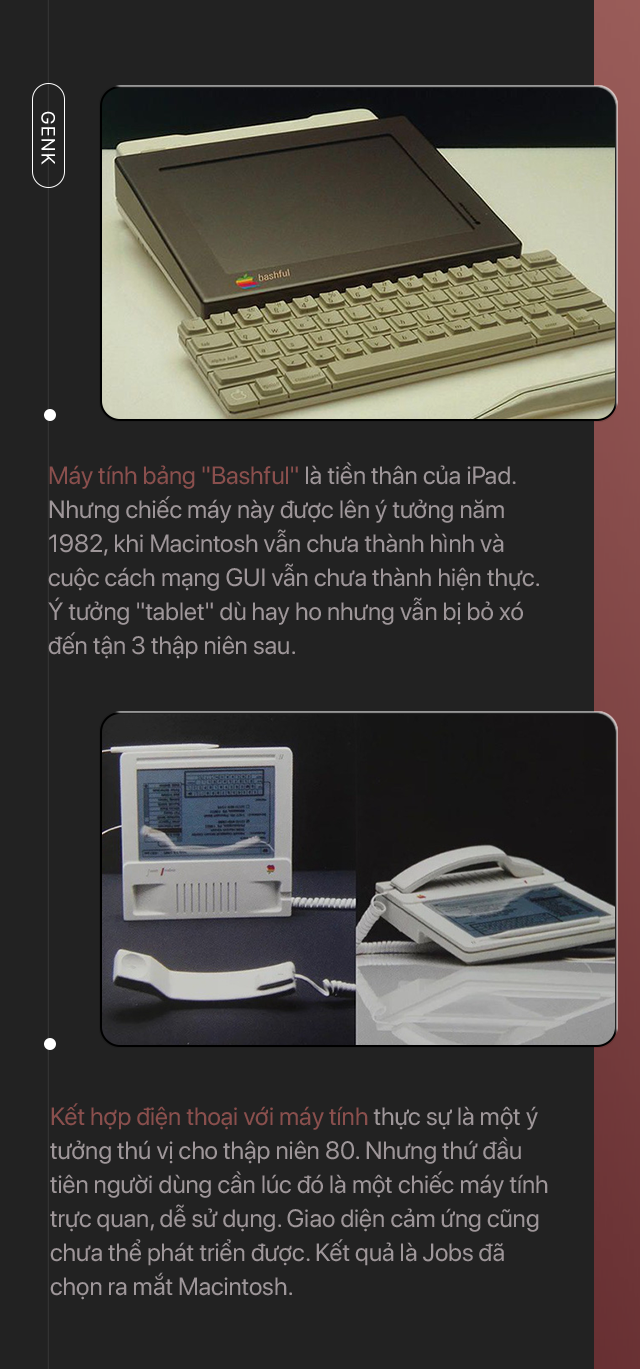 GENK
bashful
Máy tính bảng "Bashful" là tiền thân của iPad.
Nhưng chiếc máy này được lên ý tưởng năm
1982, khi Macintosh vẫn chưa thành hình và
cuộc cách mạng GUI vẫn chưa thành hiện thực.
Ý tưởng "tablet" dù hay ho nhưng vẫn bị bỏ xó
đến tận 3 thập niên sau.
Kết hợp điện thoại với máy tính thực sự là một ý
tưởng thú vị cho thập niên 80. Nhưng thứ đầu
tiên người dùng cần lúc đó là một chiếc máy tính
trực quan, dễ sử dụng. Giao diện cảm ứng cũng
chưa thể phát triển được. Kết quả là Jobs đã
chọn ra mắt Macintosh.